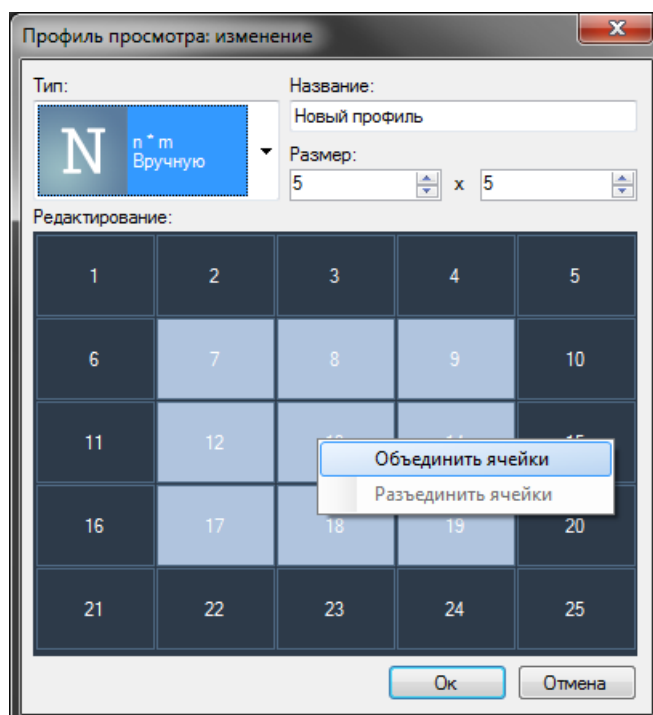 Профиль просмотра: изменение
Тип:
Название:
N
n * m
Вручную
Новый профиль
Размер:
5 x 5
Редактирование:
1 2 3 4 5
6 7 8 9 10
11 12
Объединить ячейки
Разъединить ячейки
16 17 18 19 20
21 22 23 24 25
Ок Отмена